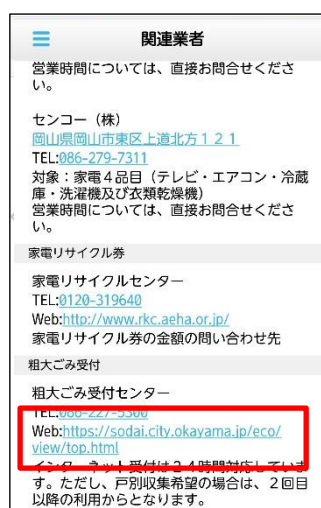 関連業者
営業時間については、直接お問合せくださ
い。
センコー（株）
岡山県岡山市東区上道北方１２１
TEL:086-279-7311
対象：家電４品目（テレビ・エアコン・冷蔵
庫・洗濯機及び衣類乾燥機）
営業時間については、直接お問合せくださ
い。
家電リサイクル券
家電リサイクルセンター
TEL:0120-319640
Web:http://www.rkc.aeha.or.jp/
家電リサイクル券の金額の問い合わせ先
粗大ごみ受付
粗大ごみ受付センター
TEL:086-227-5300
Web:https://sodai.city.okayama.jp/eco/
view/top.html
インターネット受付は２４時間対応していま
す。ただし、戸別収集希望の場合は、２回目
以降の利用からとなります。